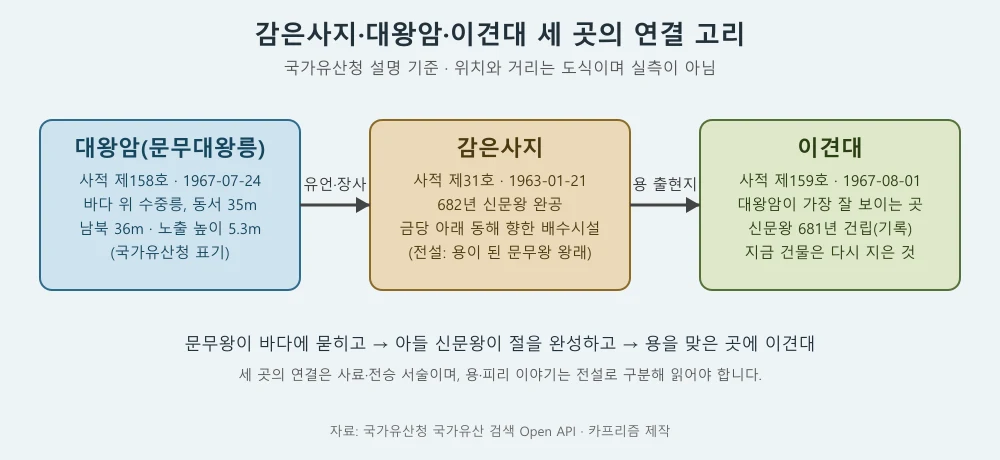 감은사지·대왕암·이견대 세 곳의 연결 고리
국가유산청 설명 기준 · 위치와 거리는 도식이며 실측이 아님
대왕암(문무대왕릉)
사적 제158호 · 1967-07-24
바다 위 수중릉, 동서 35m
남북 36m · 노출 높이 5.3m
(국가유산청 표기)
유언·장사
감은사지
사적 제31호 · 1963-01-21
682년 신문왕 완공
금당 아래 동해 향한 배수시설
(전설: 용이 된 문무왕 왕래)
용 출현지
이견대
사적 제159호 · 1967-08-01
대왕암이 가장 잘 보이는 곳
신문왕 681년 건립(기록)
지금 건물은 다시 지은 것
문무왕이 바다에 묻히고 → 아들 신문왕이 절을 완성하고 → 용을 맞은 곳에 이견대
세 곳의 연결은 사료·전승 서술이며, 용·피리 이야기는 전설로 구분해 읽어야 합니다.
자료: 국가유산청 국가유산 검색 Open API · 카프리즘 제작